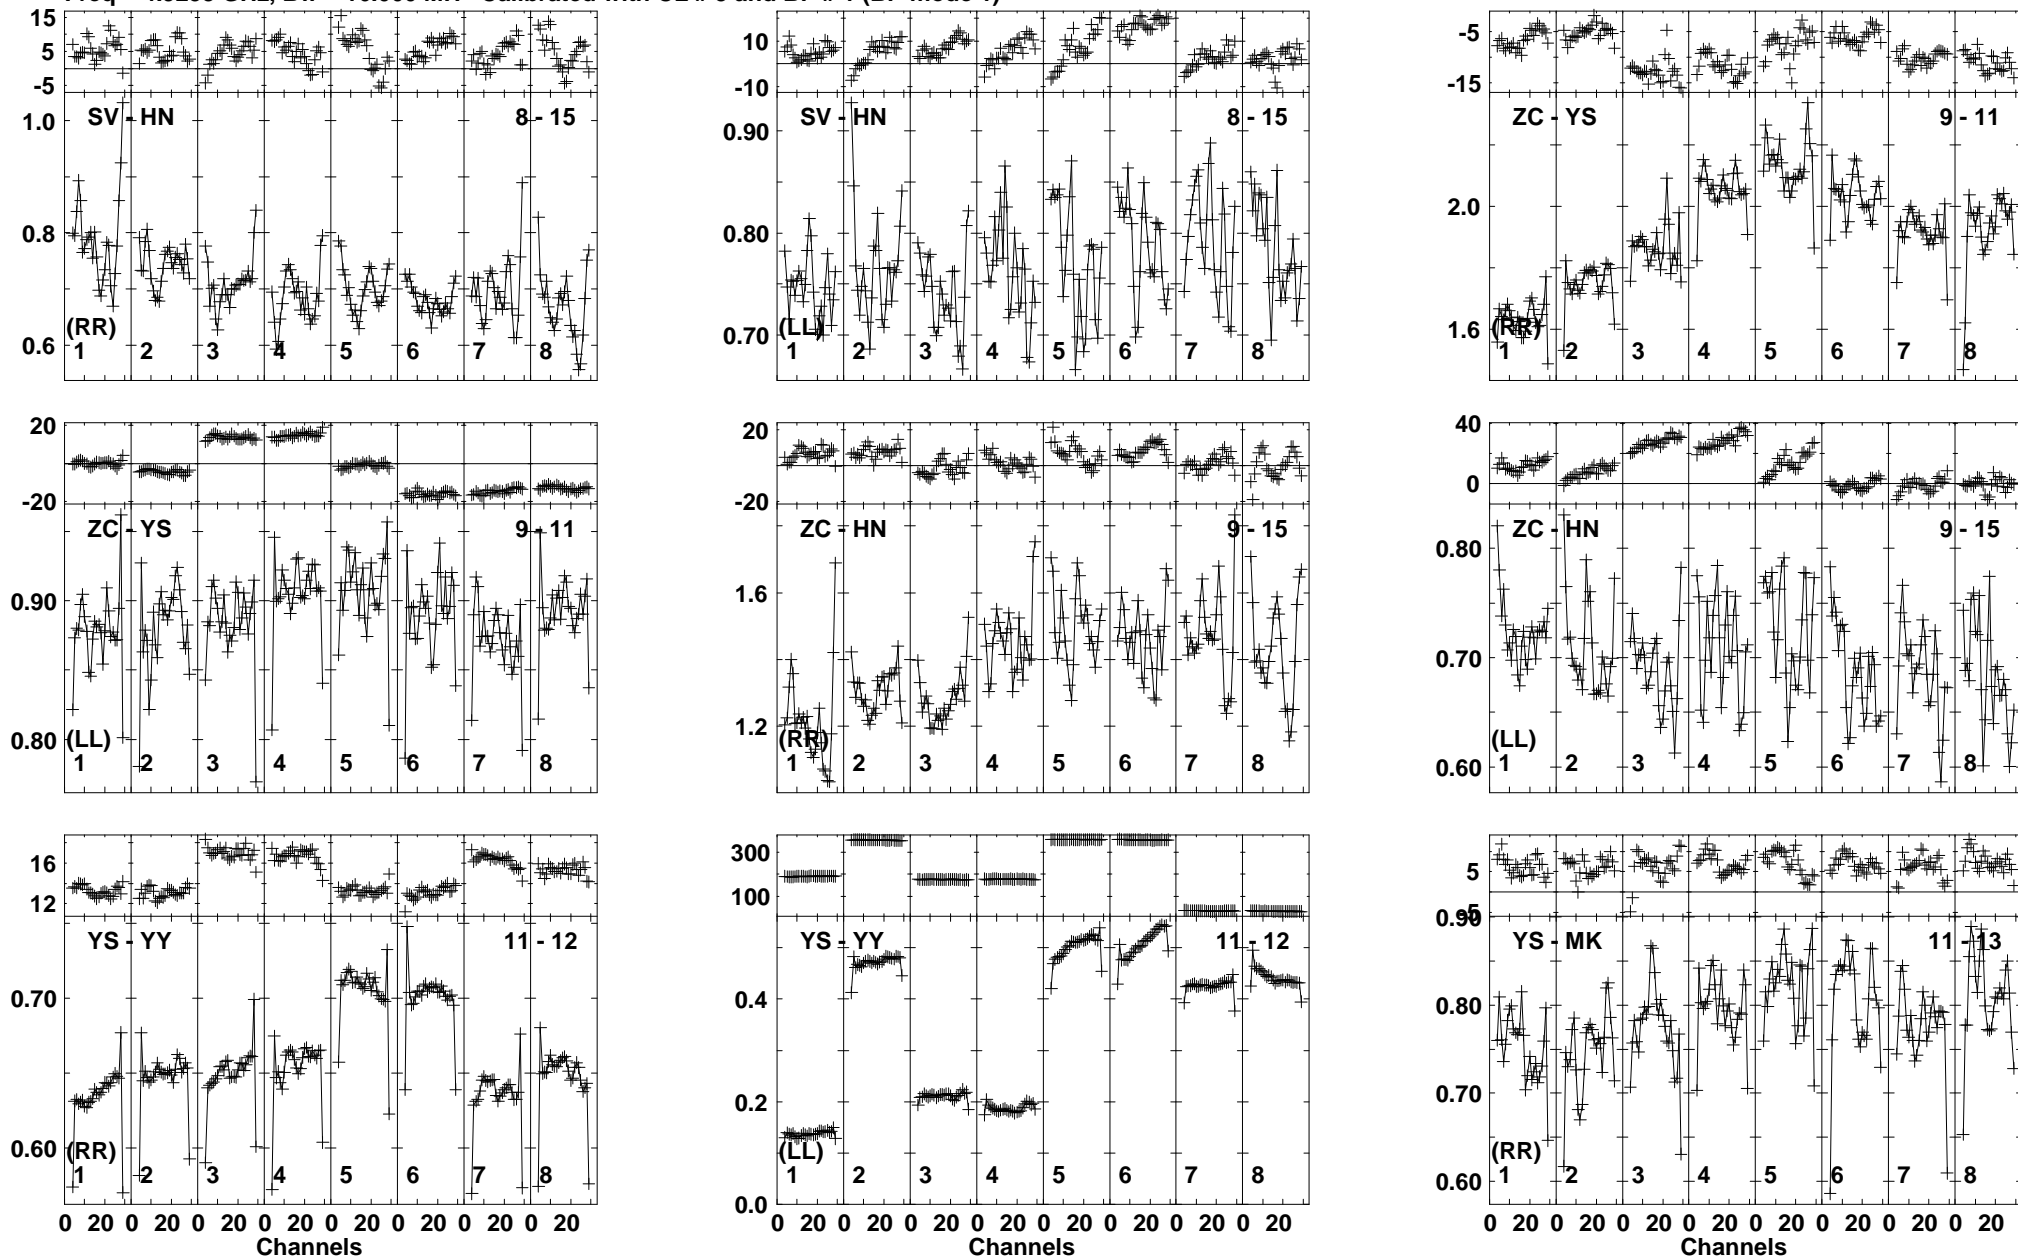 15 5 -5
SV - HN 8 - 15
1.0 0.8 0.6
(RR)
1 2 3 4 5 6 7 8
10 -10
SV - HN 8 - 15
0.90 0.80 0.70
(LL)
1 2 3 4 5 6 7 8
-5 -15
ZC - YS 9 - 11
2.0 1.6
(RR)
1 2 3 4 5 6 7 8
20 -20
ZC - YS 9 - 11
0.90 0.80
(LL)
1 2 3 4 5 6 7 8
20 -20
ZC - HN 9 - 15
1.6 1.2
(RR)
1 2 3 4 5 6 7 8
40 0
ZC - HN 9 - 15
0.80 0.70 0.60
(LL)
1 2 3 4 5 6 7 8
16 12
YS - YY 11 - 12
0.70 0.60
(RR)
1 2 3 4 5 6 7 8
0 20 0 20 0 20 0 20 0 20 0 20 0 20 0 20
Channels
300 100
YS - YY 11 - 12
0.4 0.2 0.0
(LL)
1 2 3 4 5 6 7 8
0 20 0 20 0 20 0 20 0 20 0 20 0 20 0 20
Channels
5 -5
YS - MK 11 - 13
0.90 0.80 0.70 0.60
(RR)
1 2 3 4 5 6 7 8
0 20 0 20 0 20 0 20 0 20 0 20 0 20 0 20
Channels